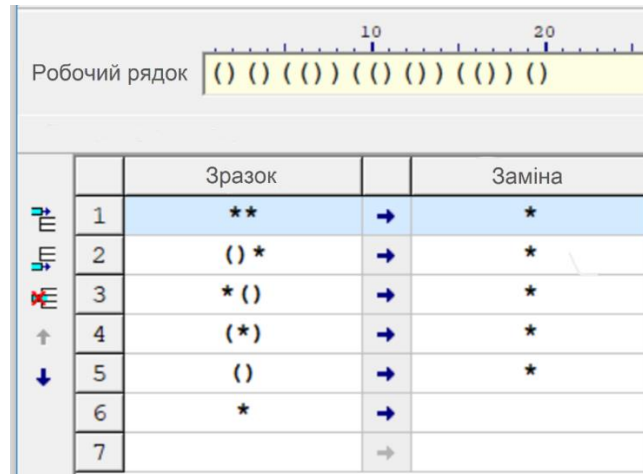 10 20
Робочий рядок ()()(())(()())(())()
Зразок Заміна
1 ** → *
2 ()* → *
3 *() → *
4 (*) → *
5 () → *
6 * →
7 →